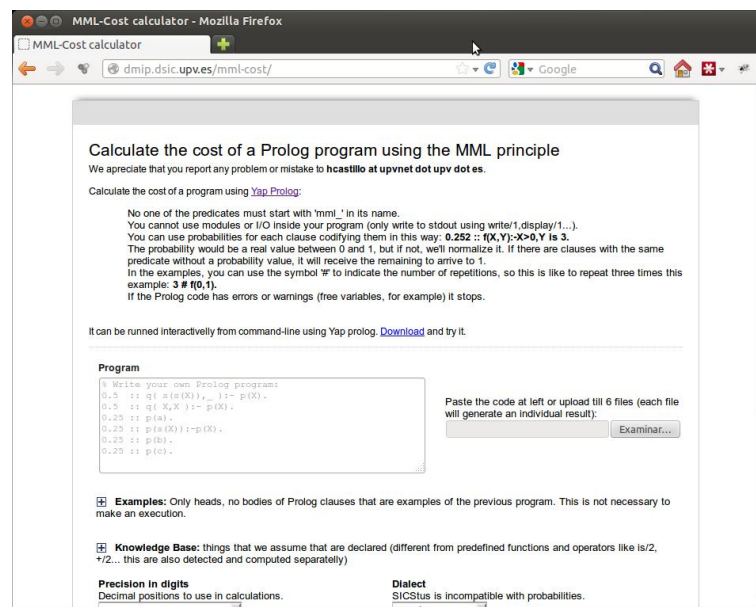 MML-Cost calculator - Mozilla Firefox
MML-Cost calculator
dmip.dsic.upv.es/mml-cost/
Google
Calculate the cost of a Prolog program using the MML principle
We apreciate that you report any problem or mistake to hcastillo at upvnet dot upv dot es.
Calculate the cost of a program using Yap Prolog:
No one of the predicates must start with 'mml_' in its name.
You cannot use modules or I/O inside your program (only write to stdout using write/1,display/1...).
You can use probabilities for each clause codifying them in this way: 0.252 :: f(X,Y):-X>0,Y is 3.
The probability would be a real value between 0 and 1, but if not, we'll normalize it. If there are clauses with the same
predicate without a probability value, it will receive the remaining to arrive to 1.
In the examples, you can use the symbol '#' to indicate the number of repetitions, so this is like to repeat three times this
example: 3 # f(0,1).
If the Prolog code has errors or warnings (free variables, for example) it stops.
It can be runned interactivelly from command-line using Yap prolog. Download and try it.
Program
% Write your own Prolog program:
0.5 :: q( s(s(X)),_ ):- p(X).
0.5 :: q( X,X ):- p(X).
0.25 :: p(a).
0.25 :: p(s(X)):-p(X).
0.25 :: p(b).
0.25 :: p(c).
Paste the code at left or upload till 6 files (each file
will generate an individual result):
Examinar...
Examples: Only heads, no bodies of Prolog clauses that are examples of the previous program. This is not necessary to
make an execution.
Knowledge Base: things that we assume that are declared (different from predefined functions and operators like is/2,
+/2... this are also detected and computed separatelly)
Precision in digits
Decimal positions to use in calculations.
Dialect
SICStus is incompatible with probabilities.